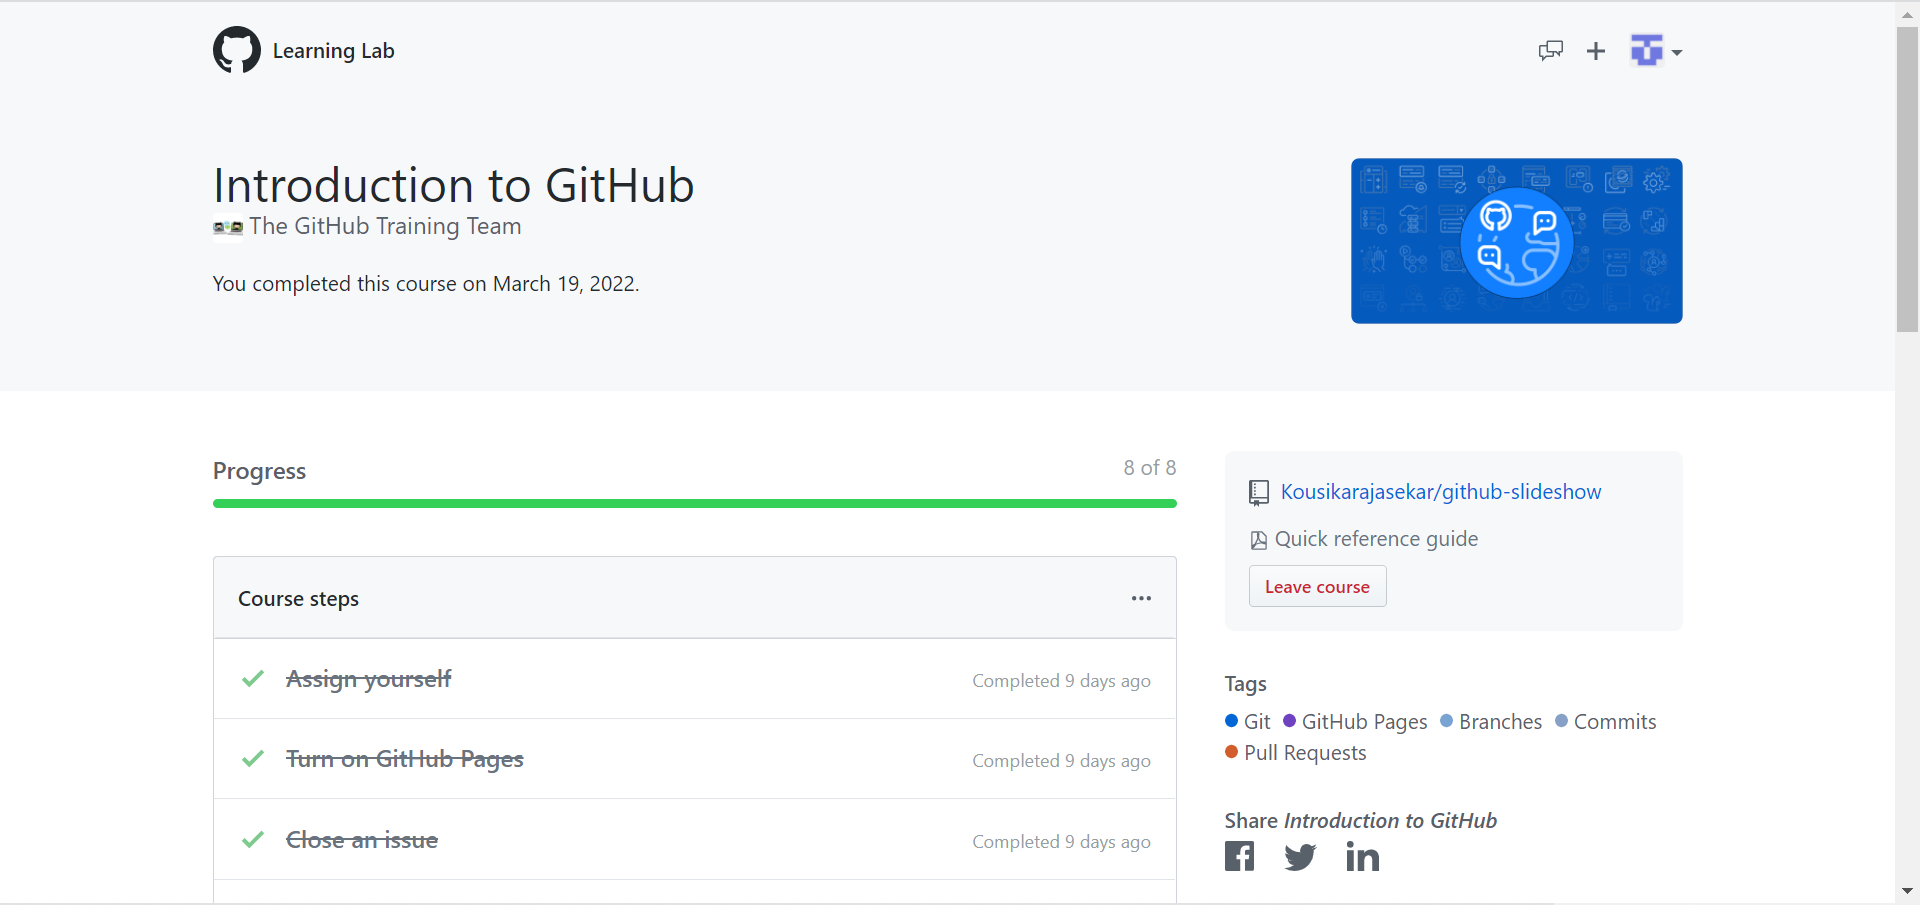 Learning Lab
Introduction to GitHub
The GitHub Training Team
You completed this course on March 19, 2022.
Progress
8 of 8
Course steps
Assign yourself
Completed 9 days ago
Turn on GitHub Pages
Completed 9 days ago
Close an issue
Completed 9 days ago
Kousikarajasekar/github-slideshow
Quick reference guide
Leave course
Tags
Git GitHub Pages Branches Commits
Pull Requests
Share Introduction to GitHub